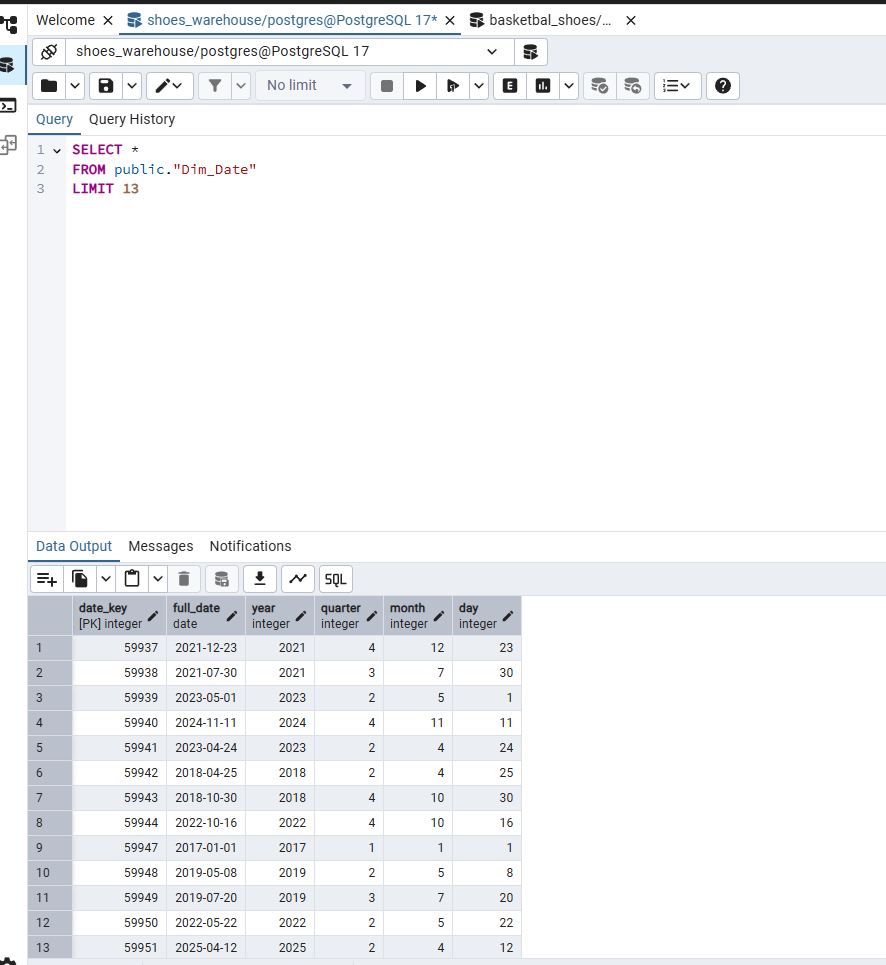 Welcome
shoes_warehouse/postgres@PostgreSQL 17*
basketbal_shoes/...
shoes_warehouse/postgres@PostgreSQL 17
No limit
E
Query Query History
1 SELECT *
2 FROM public."Dim_Date"
3 LIMIT 13
Data Output Messages Notifications
SQL
date_key full_date year quarter month day
[PK] integer date integer integer integer integer
1 59937 2021-12-23 2021 4 12 23
2 59938 2021-07-30 2021 3 7 30
3 59939 2023-05-01 2023 2 5 1
4 59940 2024-11-11 2024 4 11 11
5 59941 2023-04-24 2023 2 4 24
6 59942 2018-04-25 2018 2 4 25
7 59943 2018-10-30 2018 4 10 30
8 59944 2022-10-16 2022 4 10 16
9 59947 2017-01-01 2017 1 1 1
10 59948 2019-05-08 2019 2 5 8
11 59949 2019-07-20 2019 3 7 20
12 59950 2022-05-22 2022 2 5 22
13 59951 2025-04-12 2025 2 4 12